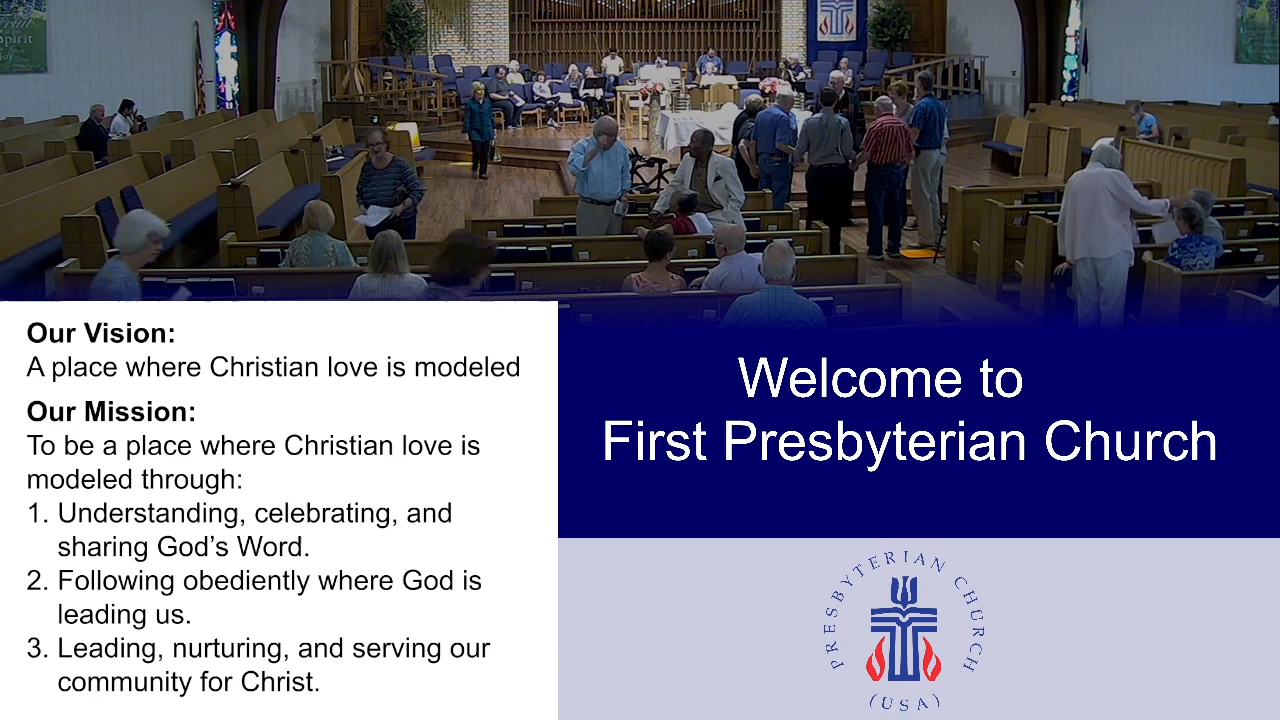 Spirit
Our Vision:
A place where Christian love is modeled
Our Mission:
To be a place where Christian love is
modeled through:
1. Understanding, celebrating, and
sharing God’s Word.
2. Following obediently where God is
leading us.
3. Leading, nurturing, and serving our
community for Christ.
Welcome to
First Presbyterian Church
PRESBYTERIAN CHURCH
(USA)